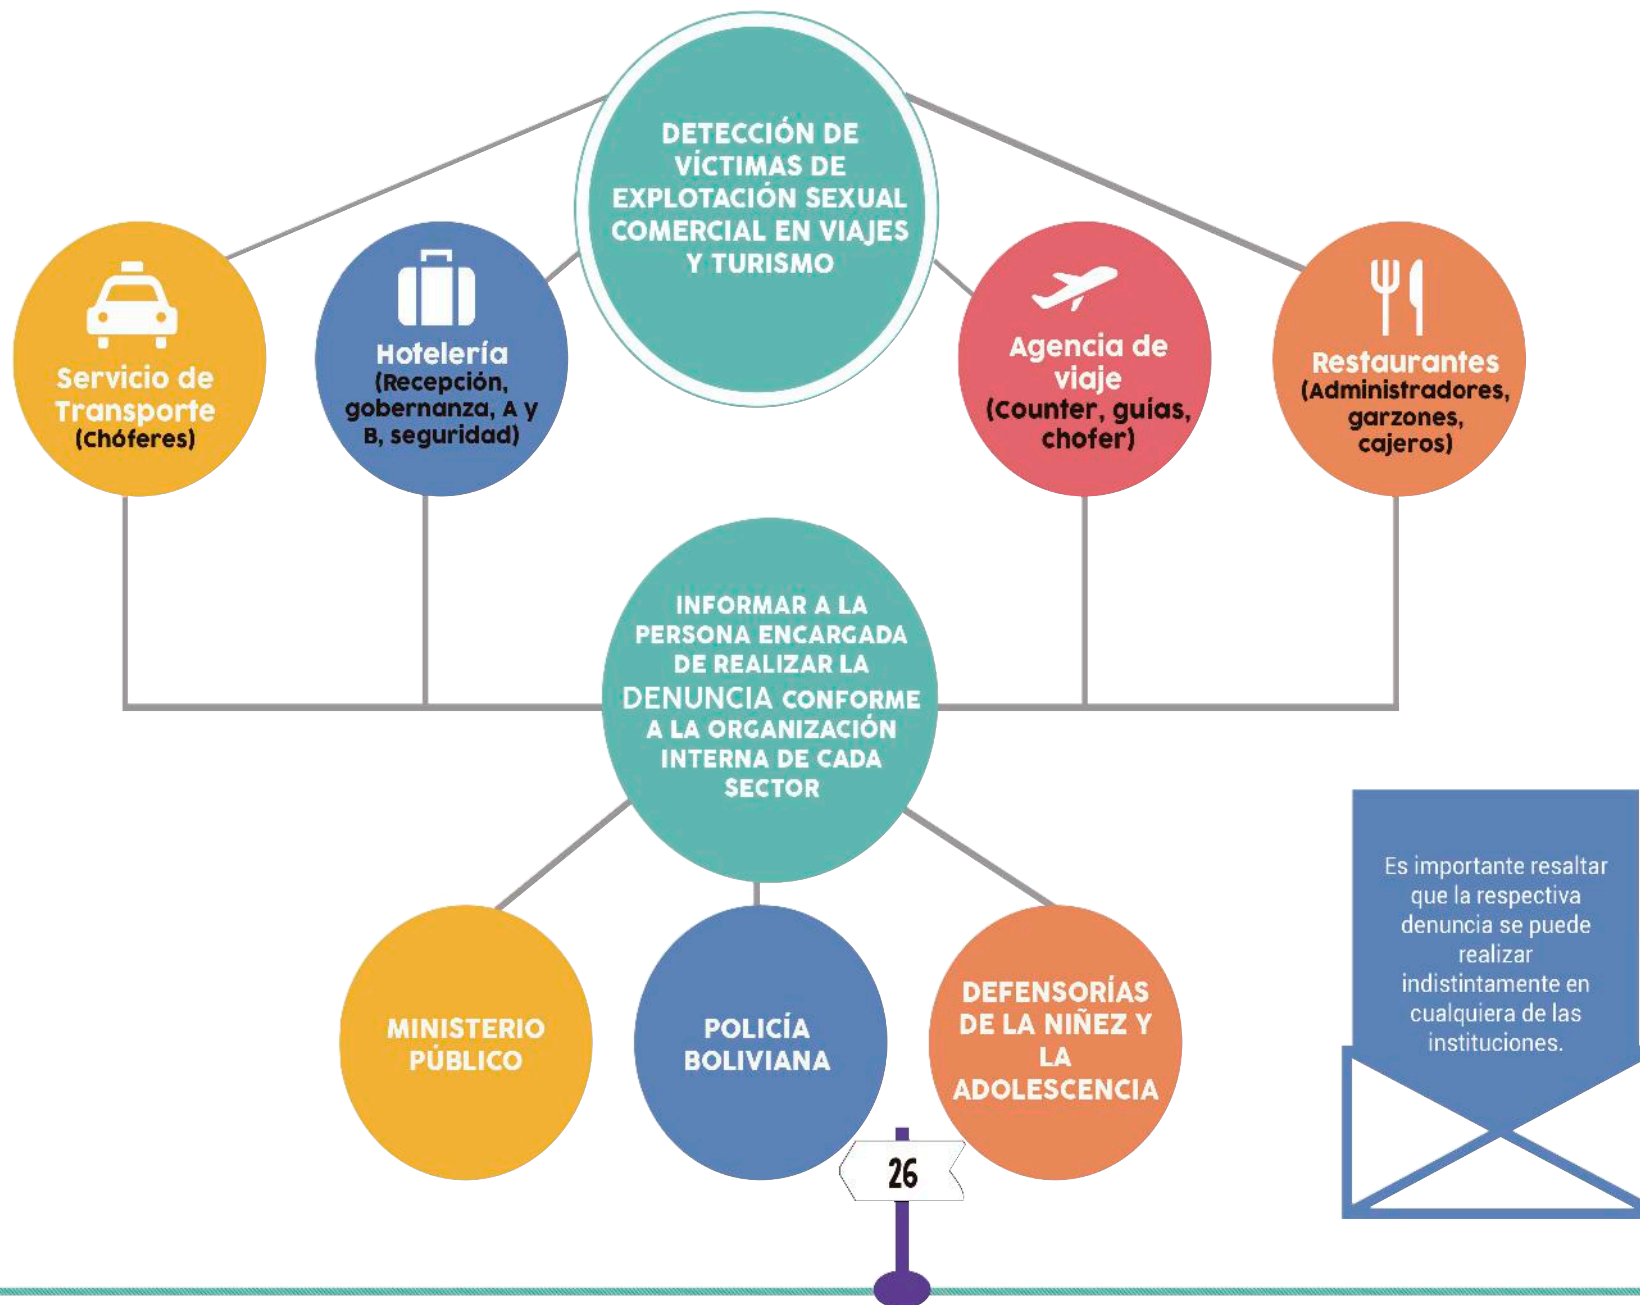 DETECCIÓN DE
VÍCTIMAS DE
EXPLOTACIÓN SEXUAL
COMERCIAL EN VIAJES
Y TURISMO
Servicio de
Transporte
(Chóferes)
Hotelería
(Recepción,
gobernanza, A y
B, seguridad)
Agencia de
viaje
(Counter, guías,
chofer)
Restaurantes
(Administradores,
garzones,
cajeros)
INFORMAR A LA
PERSONA ENCARGADA
DE REALIZAR LA
DENUNCIA CONFORME
A LA ORGANIZACIÓN
INTERNA DE CADA
SECTOR
MINISTERIO
PÚBLICO
POLICÍA
BOLIVIANA
DEFENSORÍAS
DE LA NIÑEZ Y
LA
ADOLESCENCIA
Es importante resaltar
que la respectiva
denuncia se puede
realizar
indistintamente en
cualquiera de las
instituciones.
26